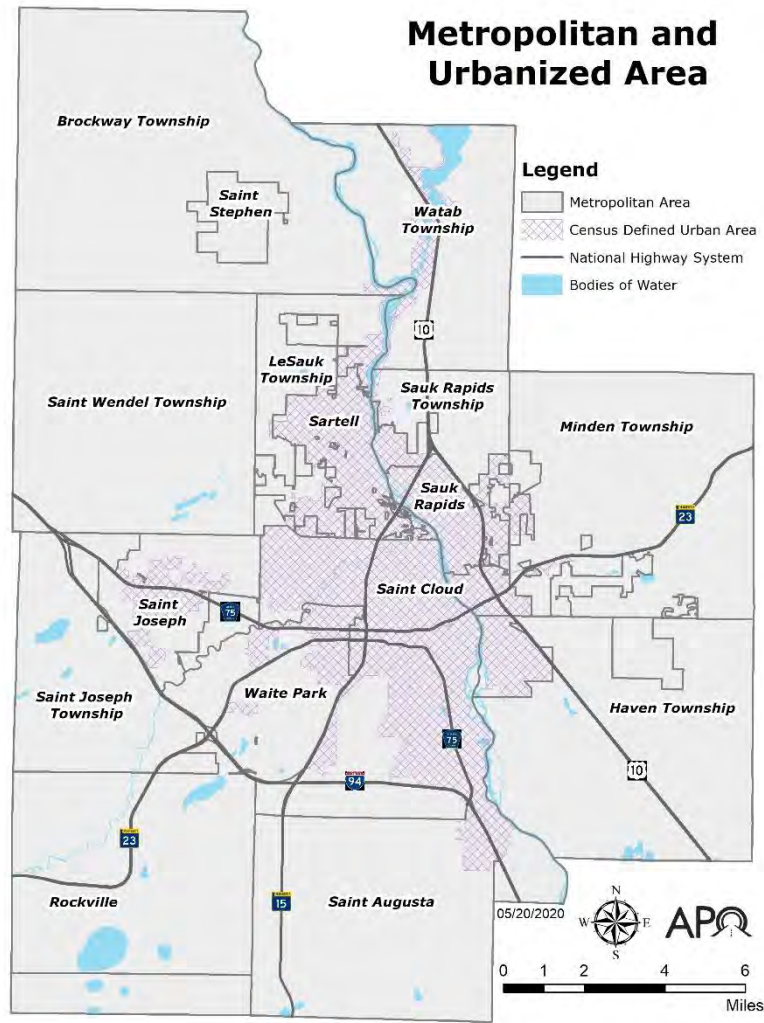 Metropolitan and
Urbanized Area
Brockway Township
Saint
Stephen
Watab
Township
Legend
Metropolitan Area
Census Defined Urban Area
National Highway System
Bodies of Water
10
LeSauk
Township
Saint Wendel Township
Sartell
Sauk Rapids
Township
Minden Township
Sauk
Rapids
23
Saint Cloud
Saint
Joseph
75
Saint Joseph
Township
Waite Park
Haven Township
75
10
94
23
Rockville
15
Saint Augusta
05/20/2020
N
W
E
S
APO
0 1 2 4 6
Miles